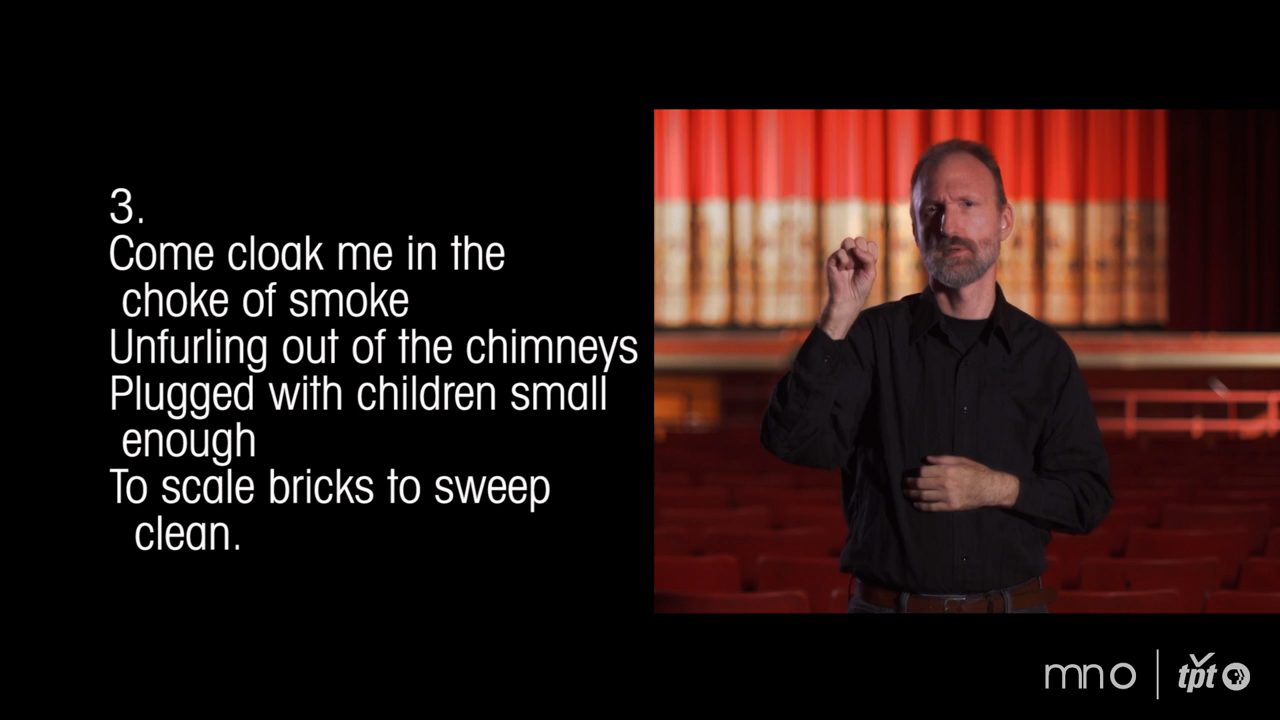 3.
Come cloak me in the
choke of smoke
Unfurling out of the chimneys
Plugged with children small
enough
To scale bricks to sweep
clean.
mno
tpt